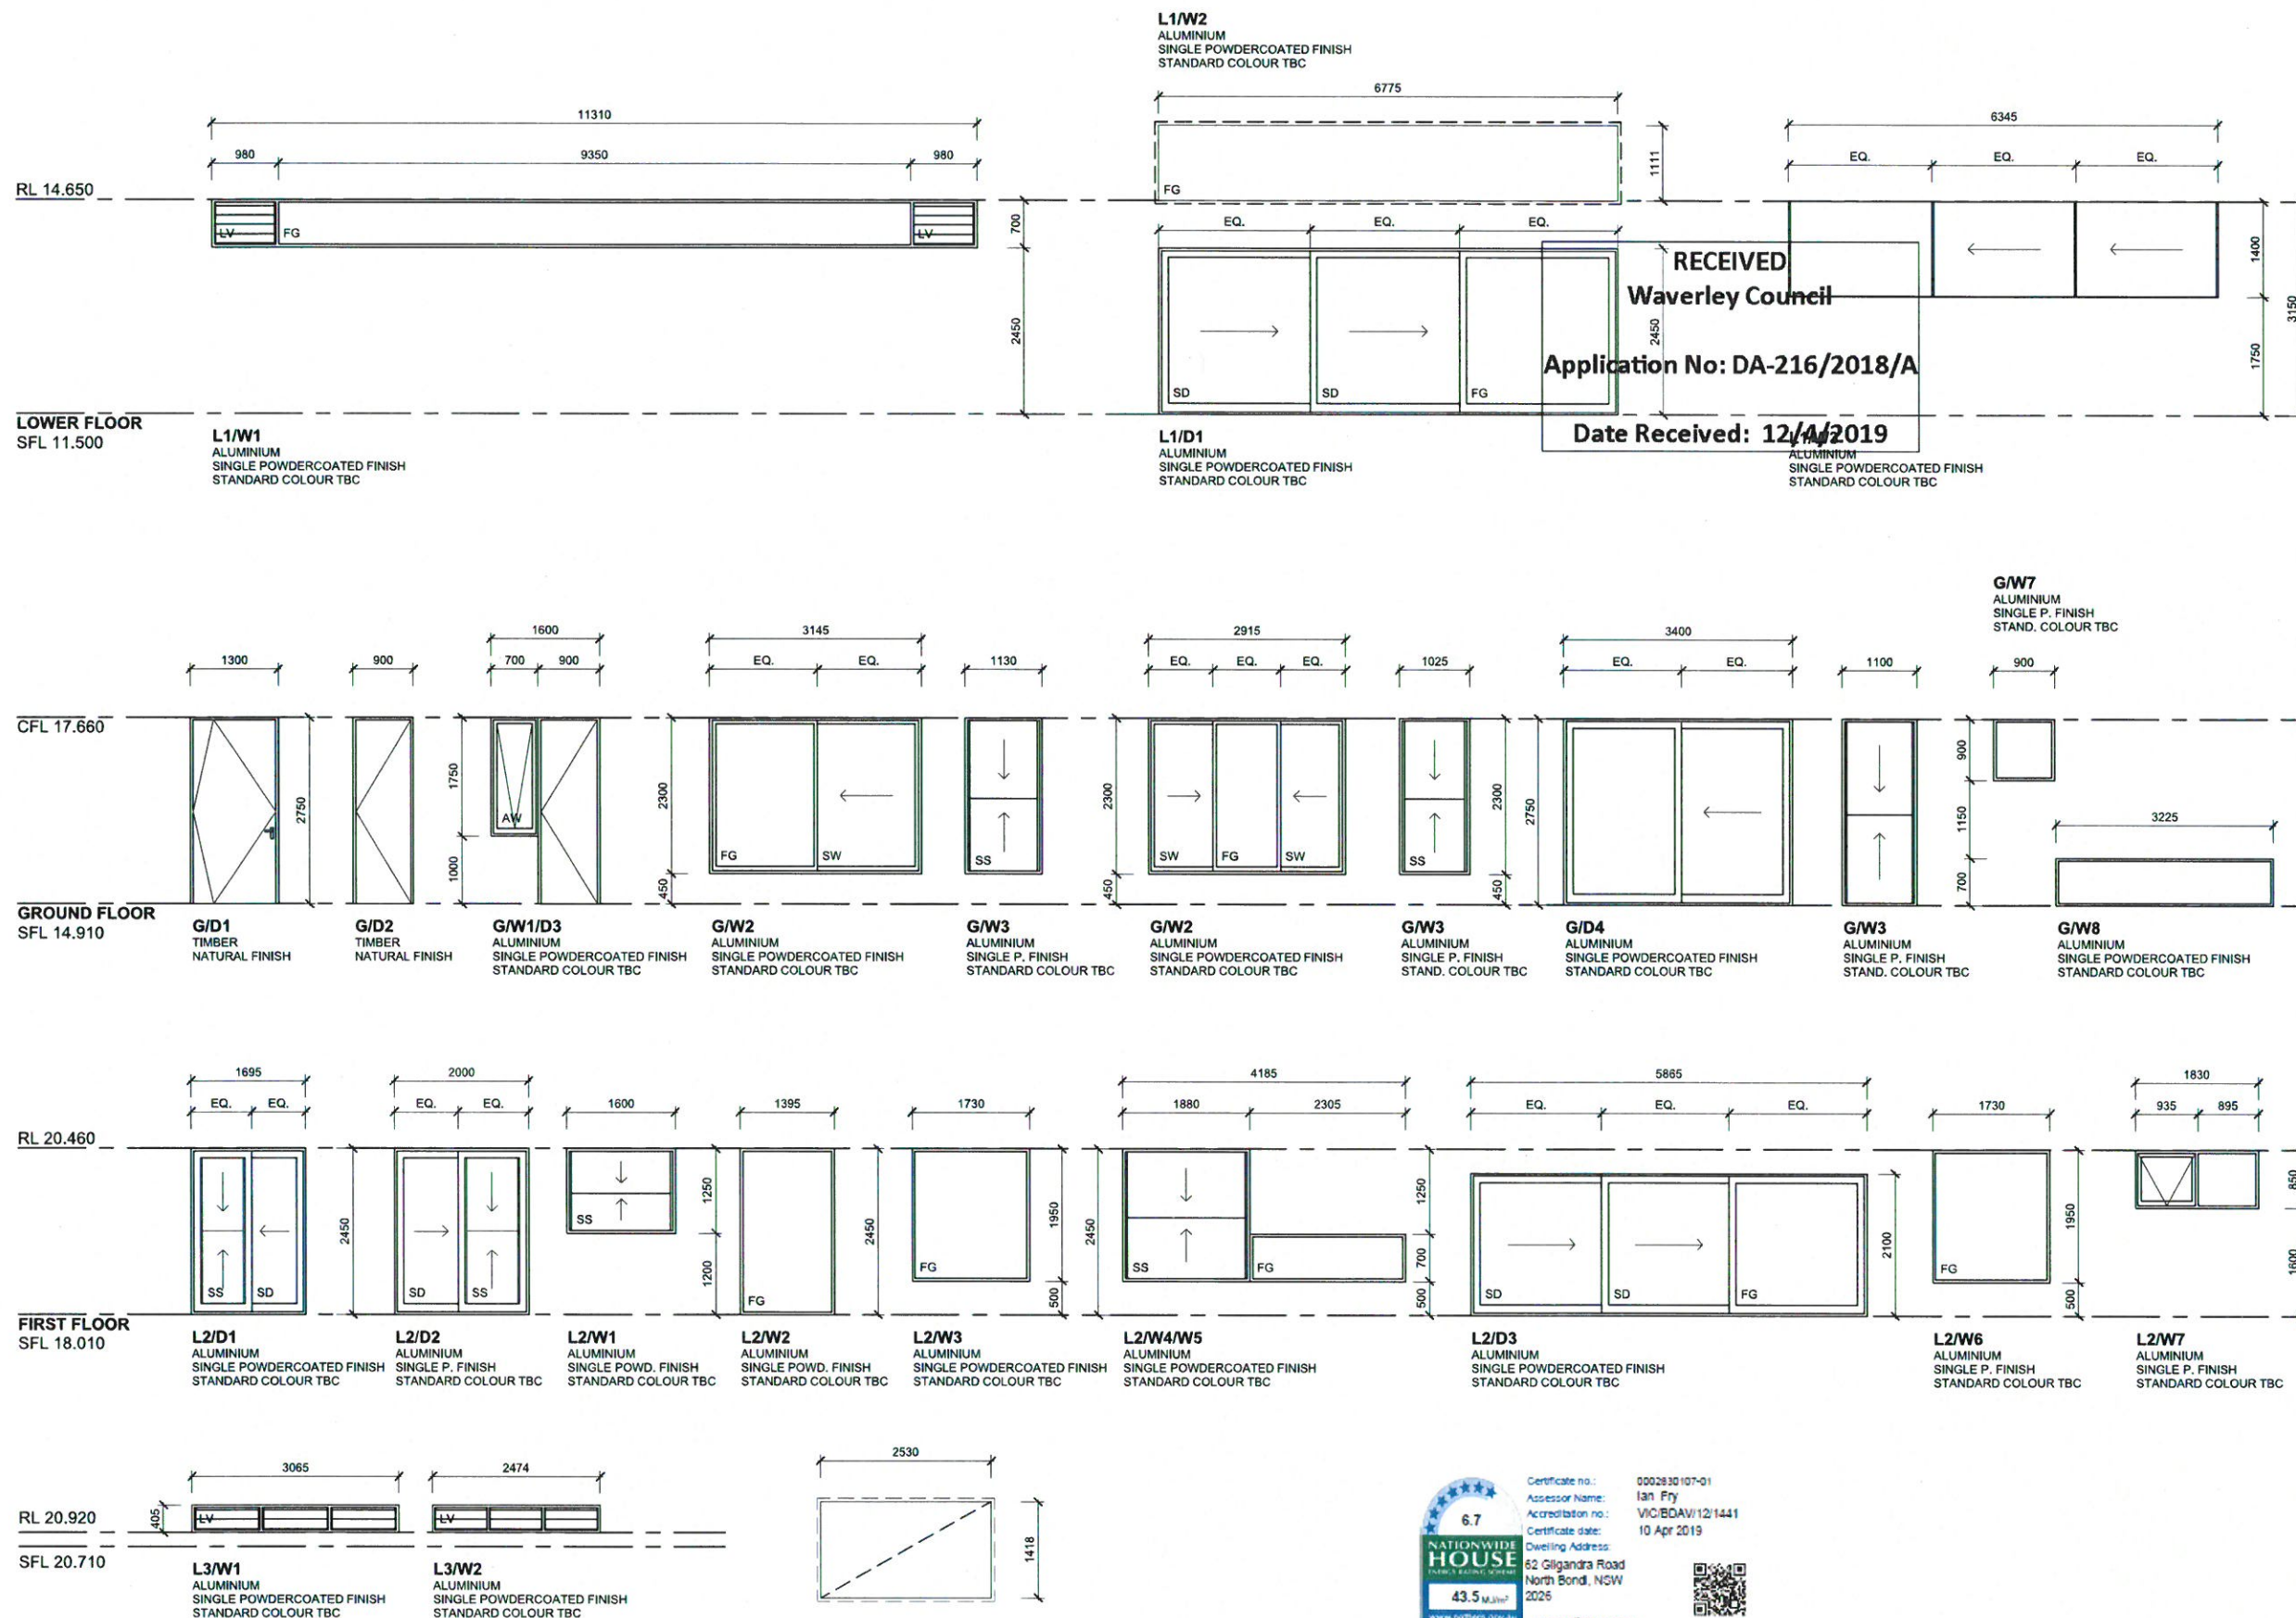 L1/W2
ALUMINIUM
SINGLE POWDERCOATED FINISH
STANDARD COLOUR TBC
11310
980
9350
980
6775
6345
EQ.
EQ.
EQ.
1111
RL 14.650
LV
FG
LV
700
2450
FG
EQ.
EQ.
EQ.
SD
SD
FG
2450
1400
1750
3150
RECEIVED
Waverley Council
Application No: DA-216/2018/A
Date Received: 12/4/2019
LOWER FLOOR
SFL 11.500
L1/W1
ALUMINIUM
SINGLE POWDERCOATED FINISH
STANDARD COLOUR TBC
L1/D1
ALUMINIUM
SINGLE POWDERCOATED FINISH
STANDARD COLOUR TBC
ALUMINIUM
SINGLE POWDERCOATED FINISH
STANDARD COLOUR TBC
G/W7
ALUMINIUM
SINGLE P. FINISH
STAND. COLOUR TBC
1300
900
1600
700
900
3145
EQ.
EQ.
1130
2915
EQ.
EQ.
EQ.
1025
3400
EQ.
EQ.
1100
900
CFL 17.660
2750
1750
1000
AW
2300
450
FG
SW
SS
2300
450
SW
FG
SW
SS
2300
450
2750
900
1150
700
3225
GROUND FLOOR
SFL 14.910
G/D1
TIMBER
NATURAL FINISH
G/D2
TIMBER
NATURAL FINISH
G/W1/D3
ALUMINIUM
SINGLE POWDERCOATED FINISH
STANDARD COLOUR TBC
G/W2
ALUMINIUM
SINGLE POWDERCOATED FINISH
STANDARD COLOUR TBC
G/W3
ALUMINIUM
SINGLE P. FINISH
STANDARD COLOUR TBC
G/W2
ALUMINIUM
SINGLE POWDERCOATED FINISH
STANDARD COLOUR TBC
G/W3
ALUMINIUM
SINGLE P. FINISH
STAND. COLOUR TBC
G/D4
ALUMINIUM
SINGLE POWDERCOATED FINISH
STANDARD COLOUR TBC
G/W3
ALUMINIUM
SINGLE P. FINISH
STAND. COLOUR TBC
G/W8
ALUMINIUM
SINGLE POWDERCOATED FINISH
STANDARD COLOUR TBC
1695
EQ.
EQ.
2000
EQ.
EQ.
1600
1395
1730
4185
1880
2305
5865
EQ.
EQ.
EQ.
1730
1830
935
895
RL 20.460
SS
SD
2450
SD
SS
SS
1250
1200
FG
2450
FG
1950
500
2450
SS
FG
1250
700
500
SD
SD
FG
2100
FG
1950
500
850
1600
FIRST FLOOR
SFL 18.010
L2/D1
ALUMINIUM
SINGLE POWDERCOATED FINISH
STANDARD COLOUR TBC
L2/D2
ALUMINIUM
SINGLE P. FINISH
STANDARD COLOUR TBC
L2/W1
ALUMINIUM
SINGLE POWD. FINISH
STANDARD COLOUR TBC
L2/W2
ALUMINIUM
SINGLE POWD. FINISH
STANDARD COLOUR TBC
L2/W3
ALUMINIUM
SINGLE POWDERCOATED FINISH
STANDARD COLOUR TBC
L2/W4/W5
ALUMINIUM
SINGLE POWDERCOATED FINISH
STANDARD COLOUR TBC
L2/D3
ALUMINIUM
SINGLE POWDERCOATED FINISH
STANDARD COLOUR TBC
L2/W6
ALUMINIUM
SINGLE P. FINISH
STANDARD COLOUR TBC
L2/W7
ALUMINIUM
SINGLE P. FINISH
STANDARD COLOUR TBC
3065
2474
2530
RL 20.920
405
LV
LV
1418
SFL 20.710
L3/W1
ALUMINIUM
SINGLE POWDERCOATED FINISH
STANDARD COLOUR TBC
L3/W2
ALUMINIUM
SINGLE POWDERCOATED FINISH
STANDARD COLOUR TBC
6.7
NATIONWIDE
HOUSE
ENERGY RATING SCHEME
43.5 MJ/m²
Certificate no.: 0002830107-01
Assessor Name: Ian Fry
Accreditation no.: VIC/BDAV/12/1441
Certificate date: 10 Apr 2019
Dwelling Address:
62 Gilgandra Road
North Bondi, NSW
2026